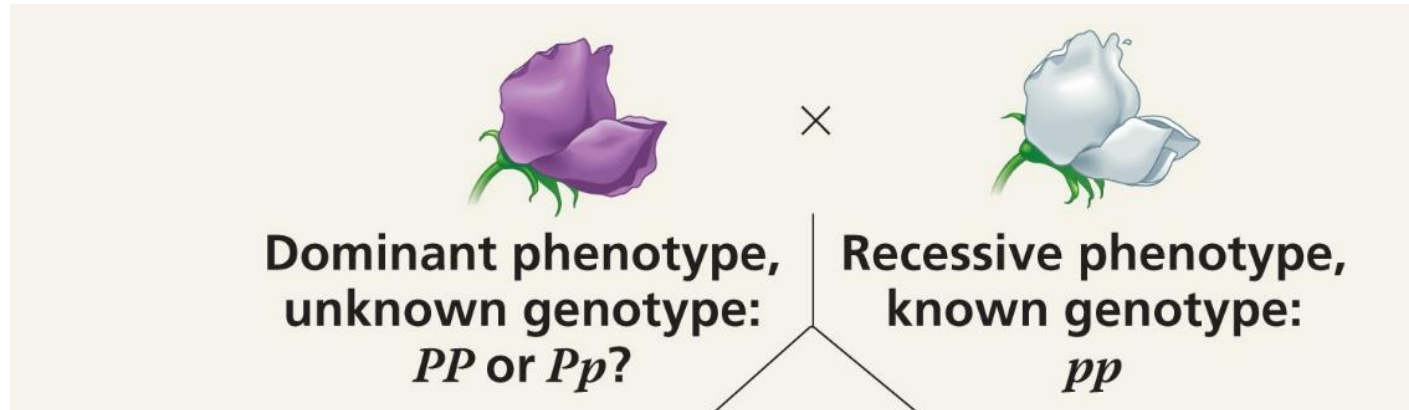 ×
Dominant phenotype,
unknown genotype:
PP or Pp?
Recessive phenotype,
known genotype:
pp